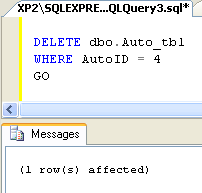 XP2\SQLEXPRE...QLQuery3.sql*
DELETE dbo.Auto_tbl
WHERE AutoID = 4
GO
Messages
(1 row(s) affected)